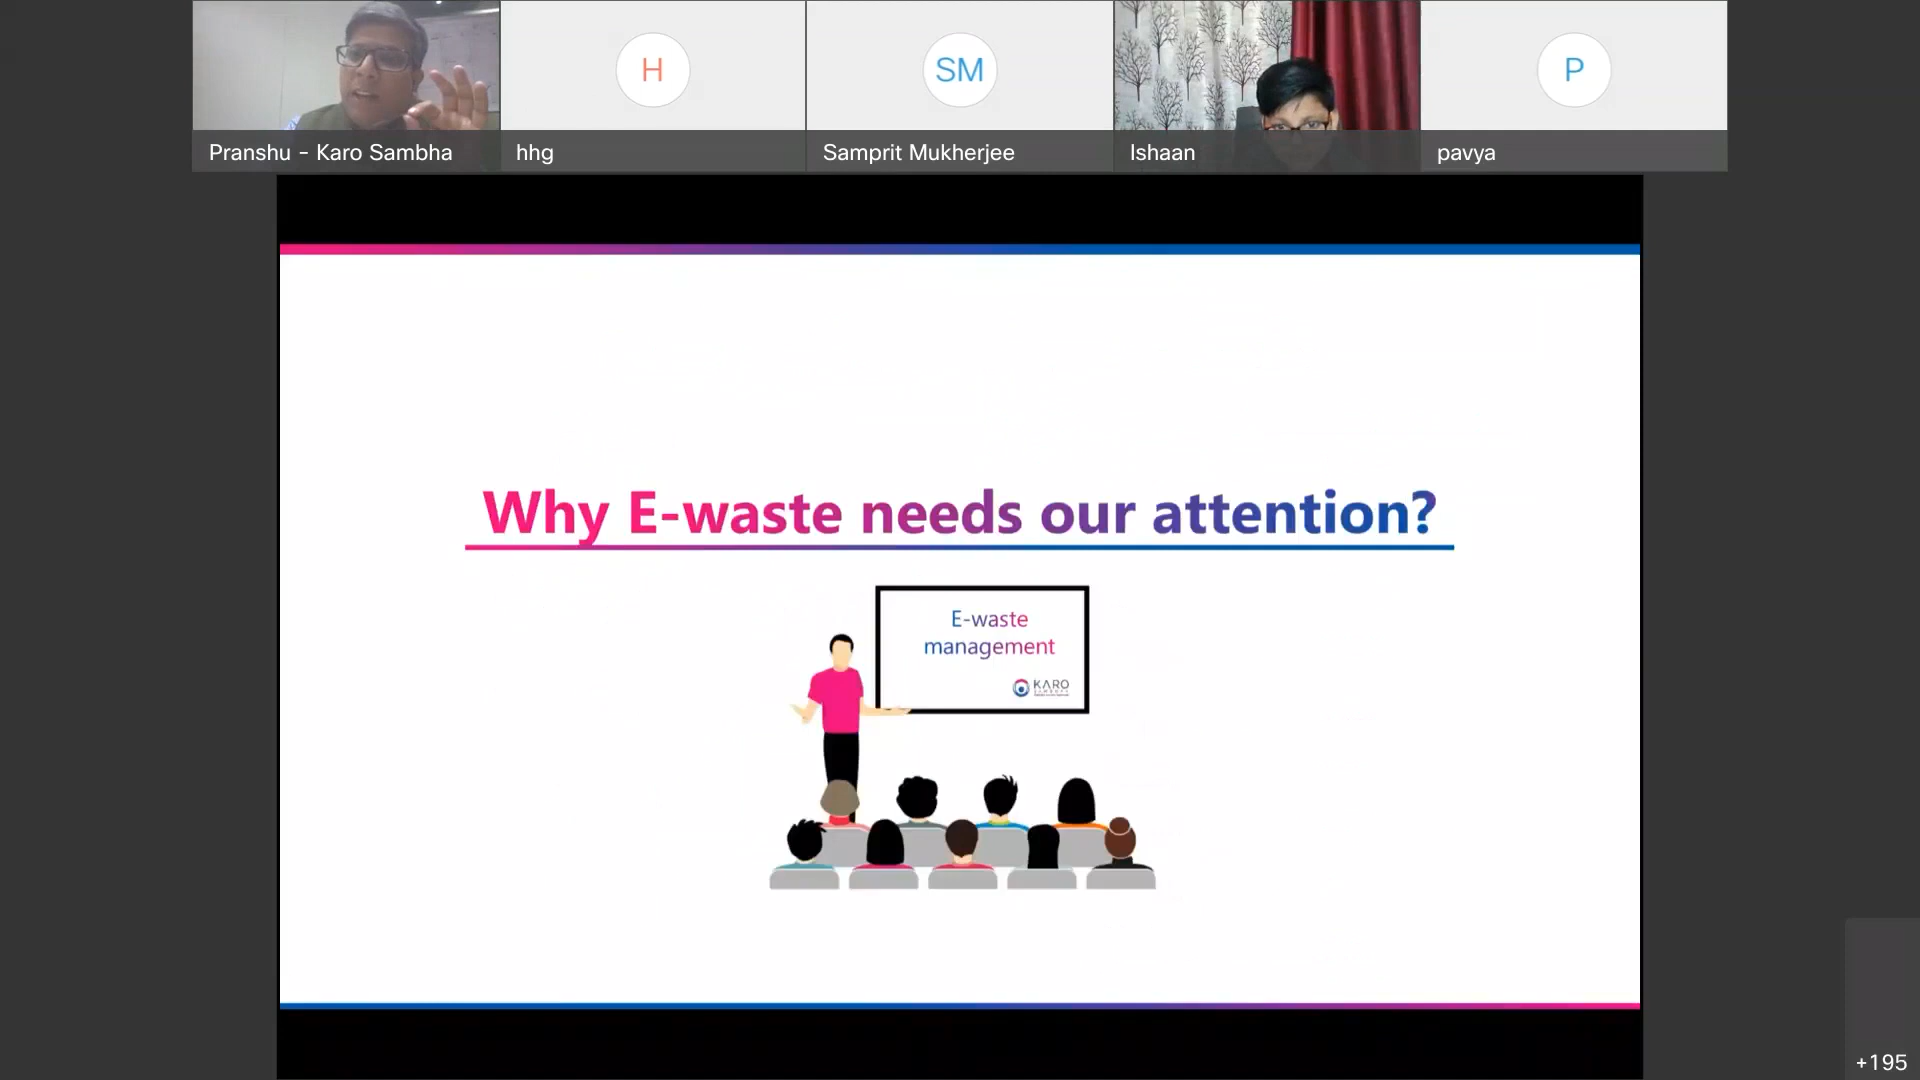 H
SM
P
Pranshu - Karo Sambha
hhg
Samprit Mukherjee
Ishaan
pavya
Why E-waste needs our attention?
E-waste
management
KARO
+195